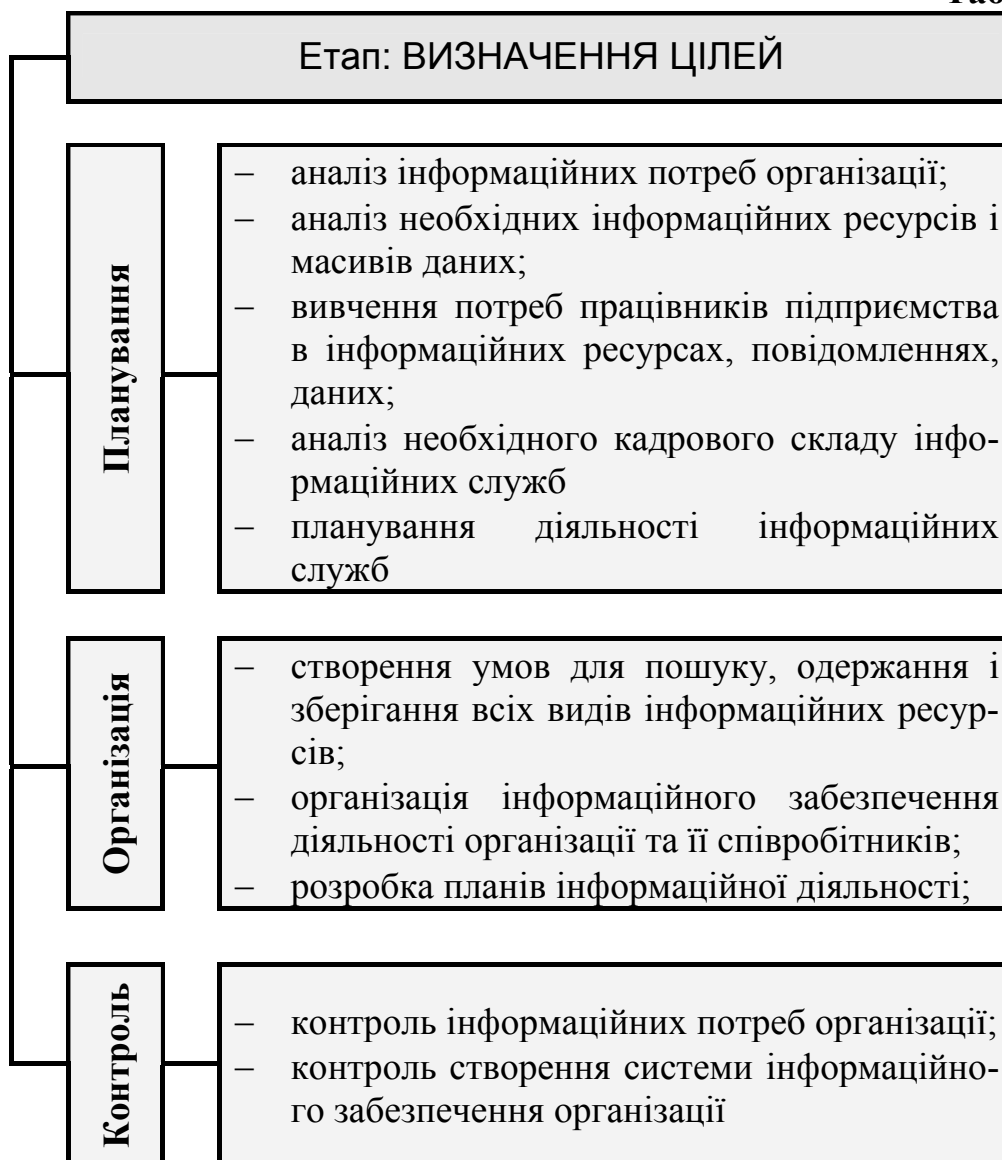 Етап: ВИЗНАЧЕННЯ ЦІЛЕЙ
Планування
– аналіз інформаційних потреб організації;
– аналіз необхідних інформаційних ресурсів і
масивів даних;
– вивчення потреб працівників підприємства
в інформаційних ресурсах, повідомленнях,
даних;
– аналіз необхідного кадрового складу інфо-
рмаційних служб
– планування діяльності інформаційних
служб
Організація
– створення умов для пошуку, одержання і
зберігання всіх видів інформаційних ресур-
сів;
– організація інформаційного забезпечення
діяльності організації та її співробітників;
– розробка планів інформаційної діяльності;
Контроль
– контроль інформаційних потреб організації;
– контроль створення системи інформаційно-
го забезпечення організації